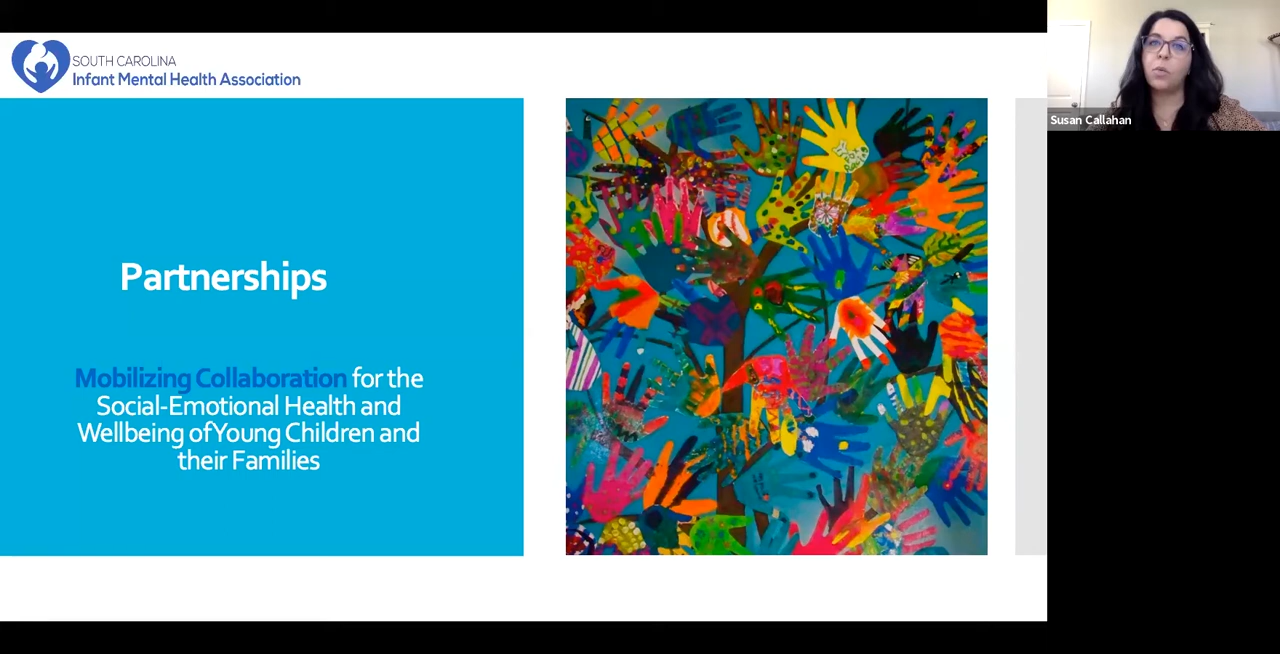 SOUTH CAROLINA
Infant Mental Health Association
Susan Callahan
Partnerships
Mobilizing Collaboration for the
Social-Emotional Health and
Wellbeing ofYoung Children and
their Families